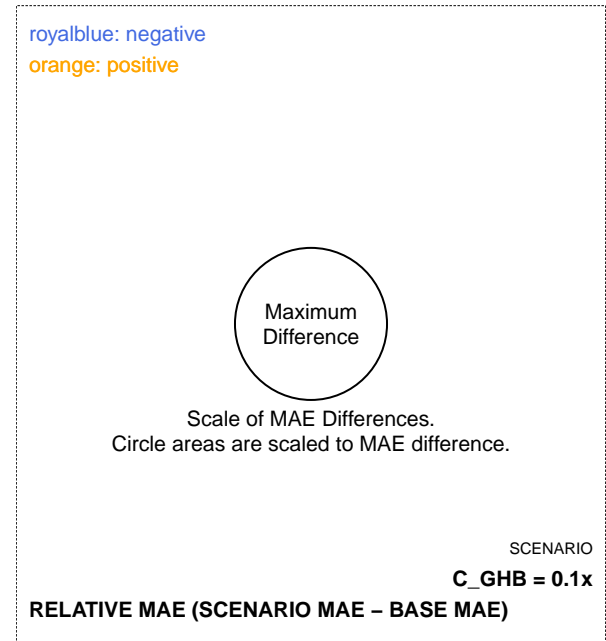 royalblue: negative
orange: positive
Maximum
Difference
Scale of MAE Differences.
Circle areas are scaled to MAE difference.
SCENARIO
C_GHB = 0.1x
RELATIVE MAE (SCENARIO MAE − BASE MAE)